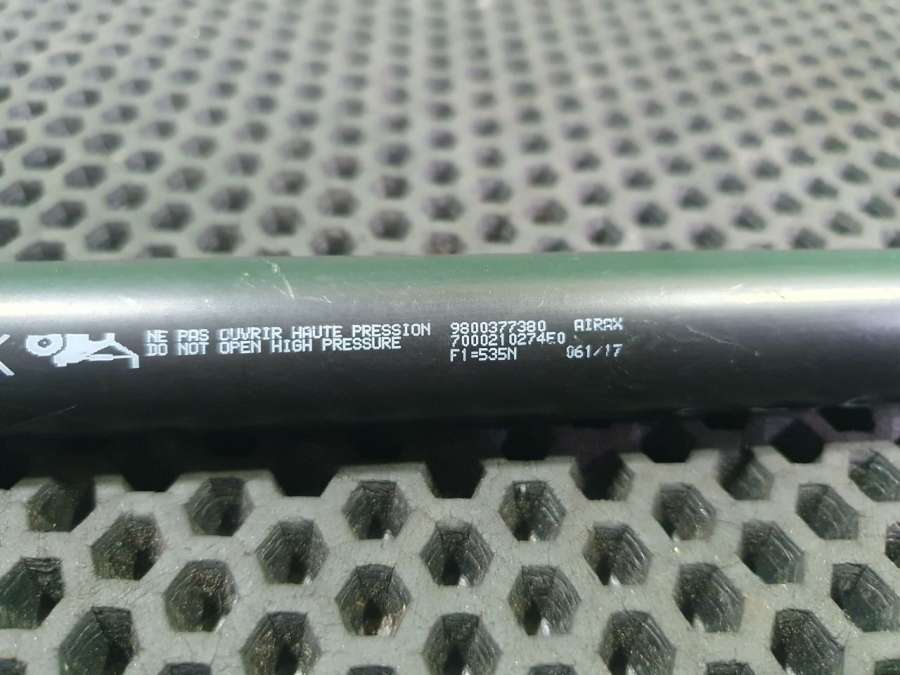 NE PAS OUVRIR HAUTE PRESSION
DO NOT OPEN HIGH PRESSURE
9800377380 AIRAX
7000210274E0
F1=535N 061/17